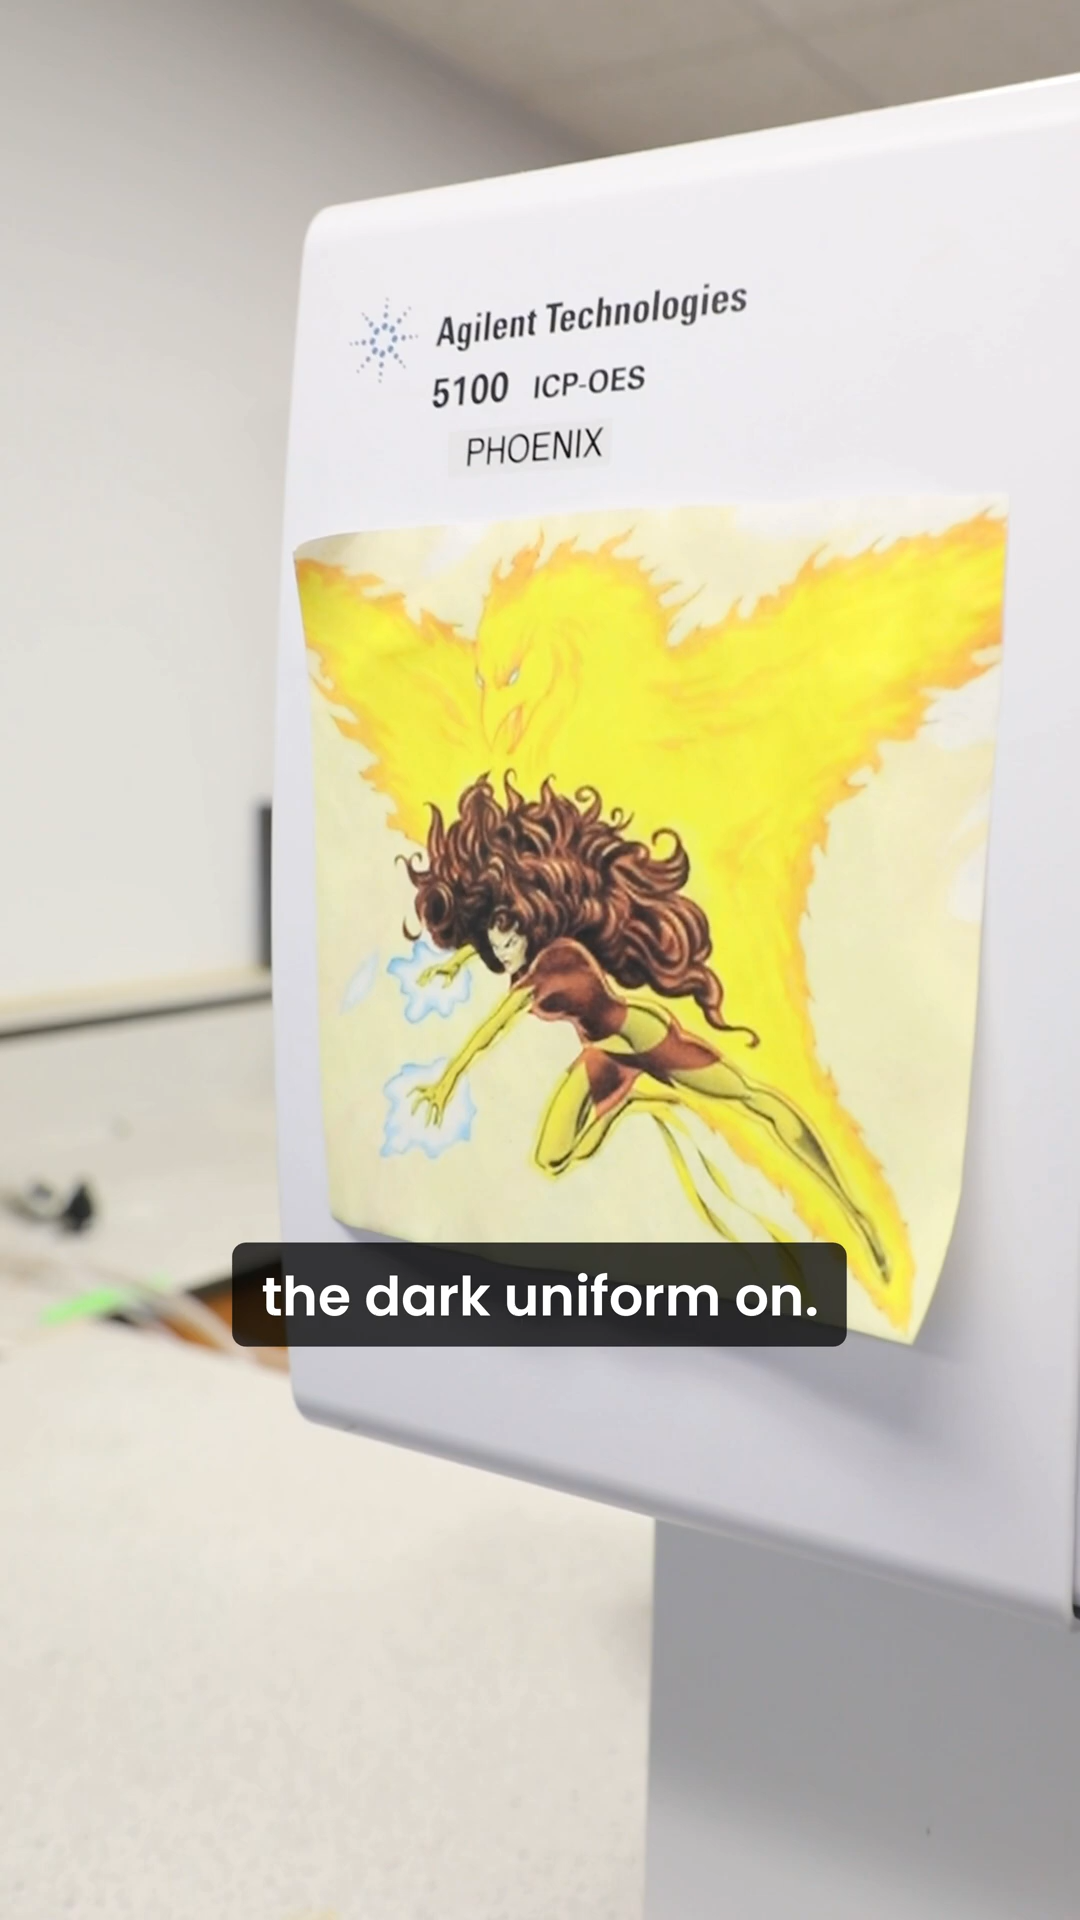 Agilent Technologies
5100 ICP-OES
PHOENIX
the dark uniform on.